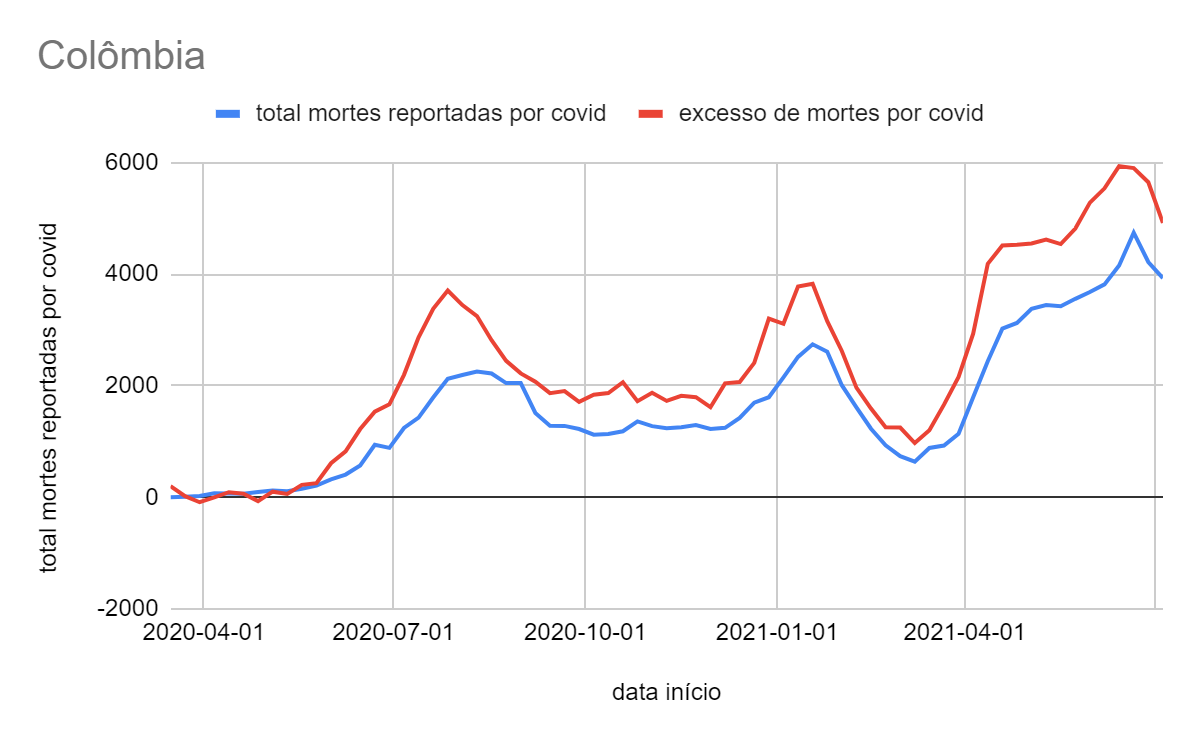 Colômbia
total mortes reportadas por covid
excesso de mortes por covid
total mortes reportadas por covid
6000
4000
2000
0
-2000
2020-04-01
2020-07-01
2020-10-01
2021-01-01
2021-04-01
data início